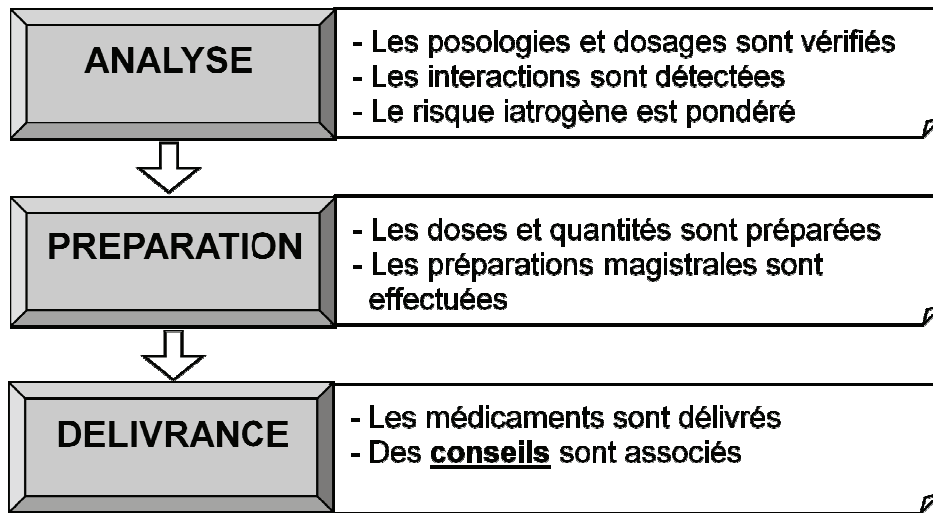 ANALYSE
- Les posologies et dosages sont vérifiés
- Les interactions sont détectées
- Le risque iatrogène est pondéré
PREPARATION
- Les doses et quantités sont préparées
- Les préparations magistrales sont
effectuées
DELIVRANCE
- Les médicaments sont délivrés
- Des conseils sont associés